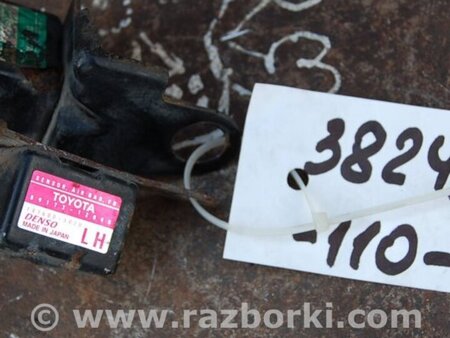 SENSOR, AIR BAG, FR
TOYOTA
DENSO
MADE IN JAPAN
LH
3824
-110-
© www.razborki.com